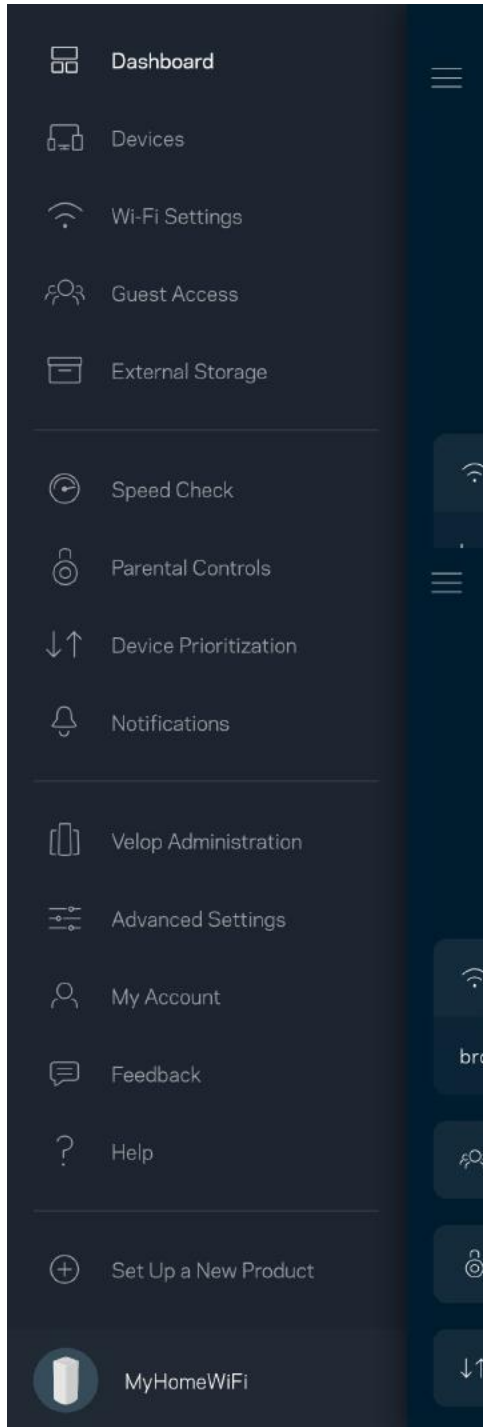 Dashboard
Devices
Wi-Fi Settings
Guest Access
External Storage
Speed Check
Parental Controls
Device Prioritization
Notifications
Velop Administration
Advanced Settings
My Account
Feedback
Help
Set Up a New Product
MyHomeWiFi